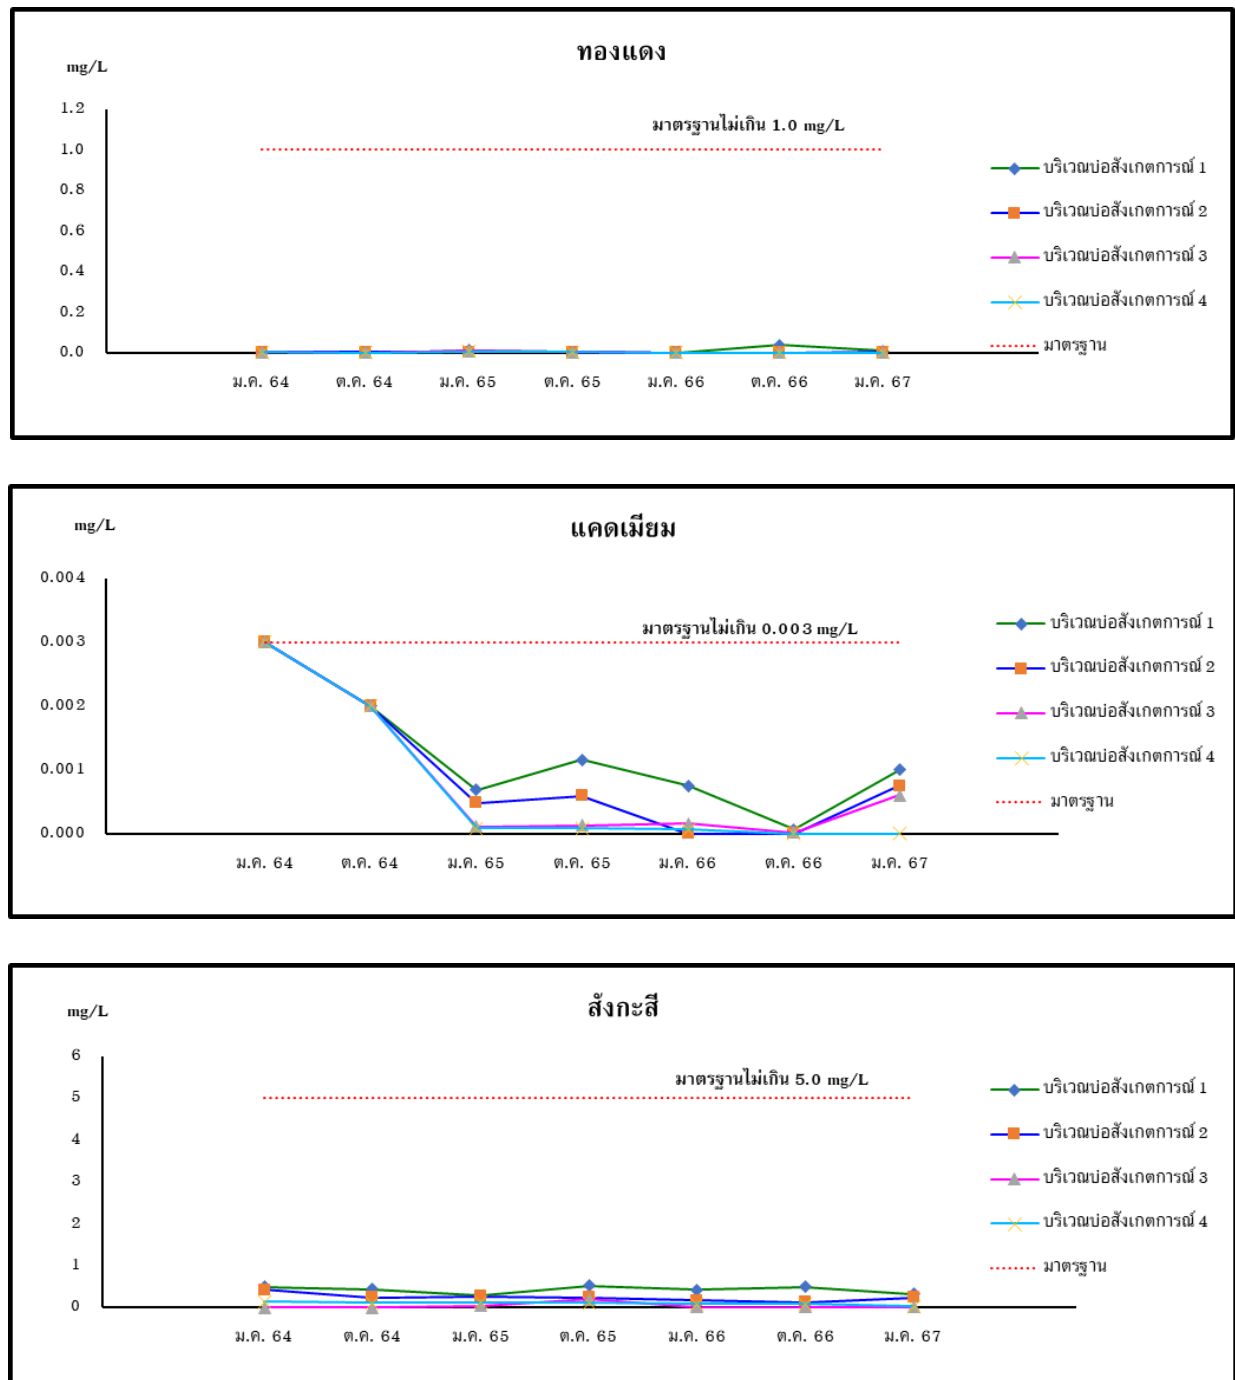 ทองแดง
mg/L
1.2
มาตรฐานไม่เกิน 1.0 mg/L
1.0
บริเวณบ่อสังเกตการณ์ 1
0.8
บริเวณบ่อสังเกตการณ์ 2
0.6
บริเวณบ่อสังเกตการณ์ 3
0.4
บริเวณบ่อสังเกตการณ์ 4
0.2
มาตรฐาน
0.0
ม.ค. 64 ต.ค. 64 ม.ค. 65 ต.ค. 65 ม.ค. 66 ต.ค. 66 ม.ค. 67
แคดเมียม
mg/L
0.004
มาตรฐานไม่เกิน 0.003 mg/L
0.003
บริเวณบ่อสังเกตการณ์ 1
บริเวณบ่อสังเกตการณ์ 2
0.002
บริเวณบ่อสังเกตการณ์ 3
บริเวณบ่อสังเกตการณ์ 4
0.001
มาตรฐาน
0.000
ม.ค. 64 ต.ค. 64 ม.ค. 65 ต.ค. 65 ม.ค. 66 ต.ค. 66 ม.ค. 67
สังกะสี
mg/L
6
มาตรฐานไม่เกิน 5.0 mg/L
5
บริเวณบ่อสังเกตการณ์ 1
4
บริเวณบ่อสังเกตการณ์ 2
3
บริเวณบ่อสังเกตการณ์ 3
2
บริเวณบ่อสังเกตการณ์ 4
1
มาตรฐาน
0
ม.ค. 64 ต.ค. 64 ม.ค. 65 ต.ค. 65 ม.ค. 66 ต.ค. 66 ม.ค. 67